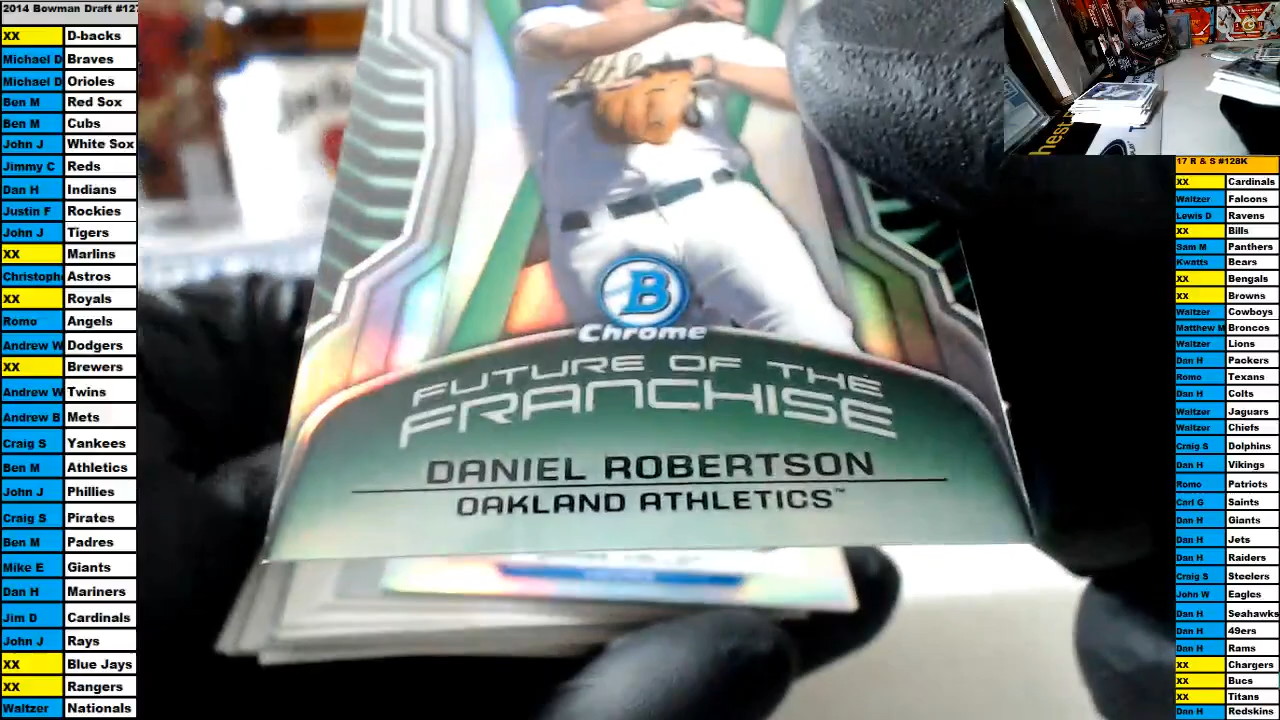 2014 Bowman Draft #127
XX D-backs
Michael D Braves
Michael D Orioles
Ben M Red Sox
Ben M Cubs
John J White Sox
Jimmy C Reds
Dan H Indians
Justin F Rockies
John J Tigers
XX Marlins
Christoph Astros
XX Royals
Romo Angels
Andrew W Dodgers
XX Brewers
Andrew W Twins
Andrew B Mets
Craig S Yankees
Ben M Athletics
John J Phillies
Craig S Pirates
Ben M Padres
Mike E Giants
Dan H Mariners
Jim D Cardinals
John J Rays
XX Blue Jays
XX Rangers
Waltzer Nationals
B
Chrome
FUTURE OF THE
FRANCHISE
DANIEL ROBERTSON
OAKLAND ATHLETICS™
17 R & S #128K
XX Cardinals
Waltzer Falcons
Lewis D Ravens
XX Bills
Sam M Panthers
Kwatts Bears
XX Bengals
XX Browns
Waltzer Cowboys
Matthew M Broncos
Waltzer Lions
Dan H Packers
Romo Texans
Dan H Colts
Waltzer Jaguars
Waltzer Chiefs
Craig S Dolphins
Dan H Vikings
Romo Patriots
Carl G Saints
Dan H Giants
Dan H Jets
Dan H Raiders
Craig S Steelers
John W Eagles
Dan H Seahawks
Dan H 49ers
Dan H Rams
XX Chargers
XX Bucs
XX Titans
Dan H Redskins